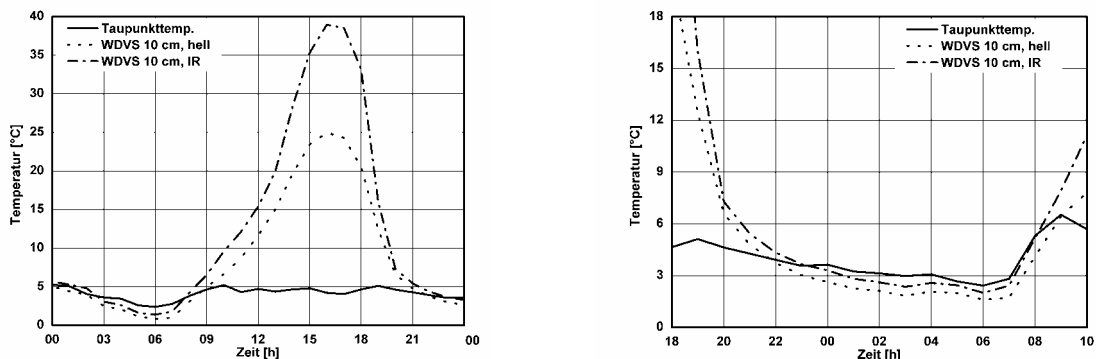 40
35
30
25
20
15
10
5
0
Temperatur [°C]
Taupunkttemp.
WDVS 10 cm, hell
WDVS 10 cm, IR
00 03 06 09 12 15 18 21 00
Zeit [h]
18
15
12
9
6
3
0
Temperatur [°C]
Taupunkttemp.
WDVS 10 cm, hell
WDVS 10 cm, IR
18 20 22 00 02 04 06 08 10
Zeit [h]